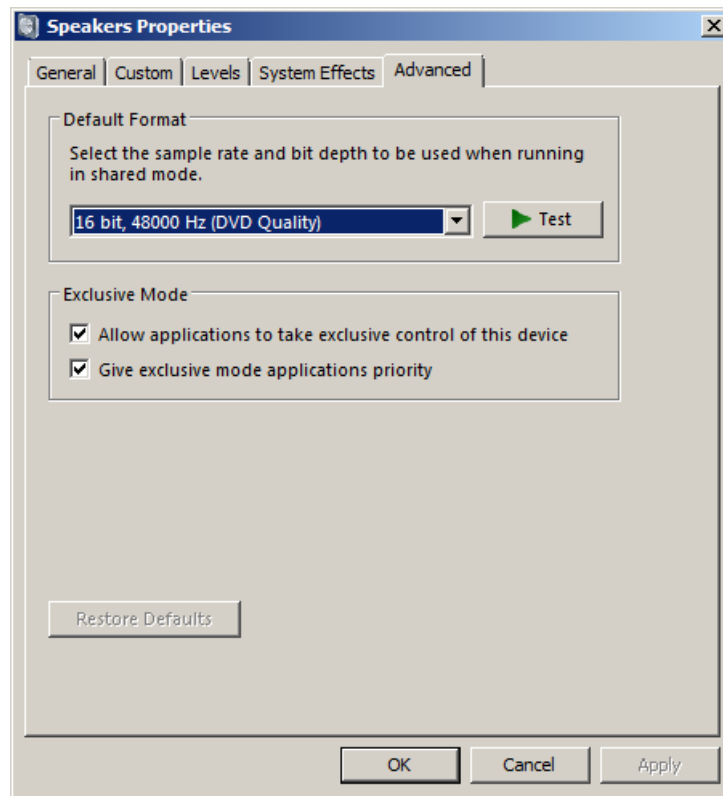 Speakers Properties
General Custom Levels System Effects Advanced
Default Format
Select the sample rate and bit depth to be used when running
in shared mode.
16 bit, 48000 Hz (DVD Quality)
Test
Exclusive Mode
Allow applications to take exclusive control of this device
Give exclusive mode applications priority
Restore Defaults
OK Cancel Apply